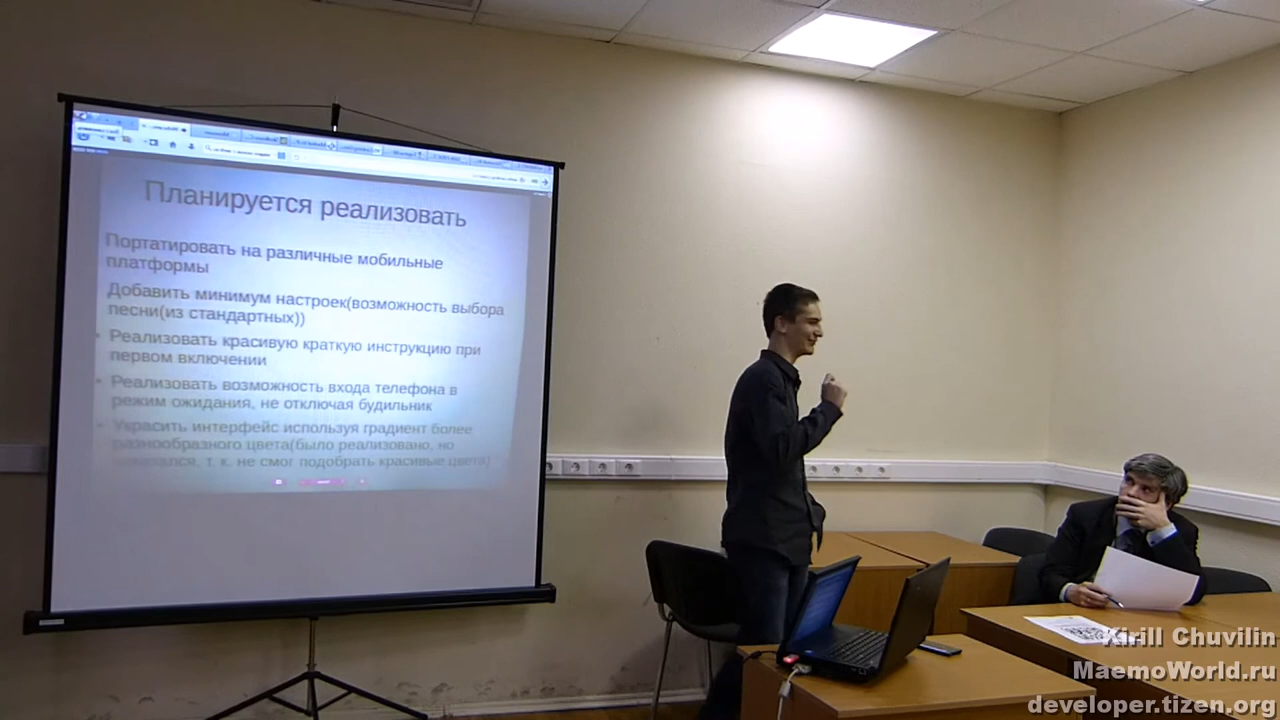 Планируется реализовать
Портатировать на различные мобильные
платформы
Добавить минимум настроек(возможность выбора
песни(из стандартных))
Реализовать красивую краткую инструкцию при
первом включении
Реализовать возможность входа телефона в
режим ожидания, не отключая будильник
Украсить интерфейс используя градиент более
разнообразного цвета(было реализовано, но
т. к. не смог подобрать красивые цвета)
Kirill Chuvilin
MaemoWorld.ru
developer.tizen.org